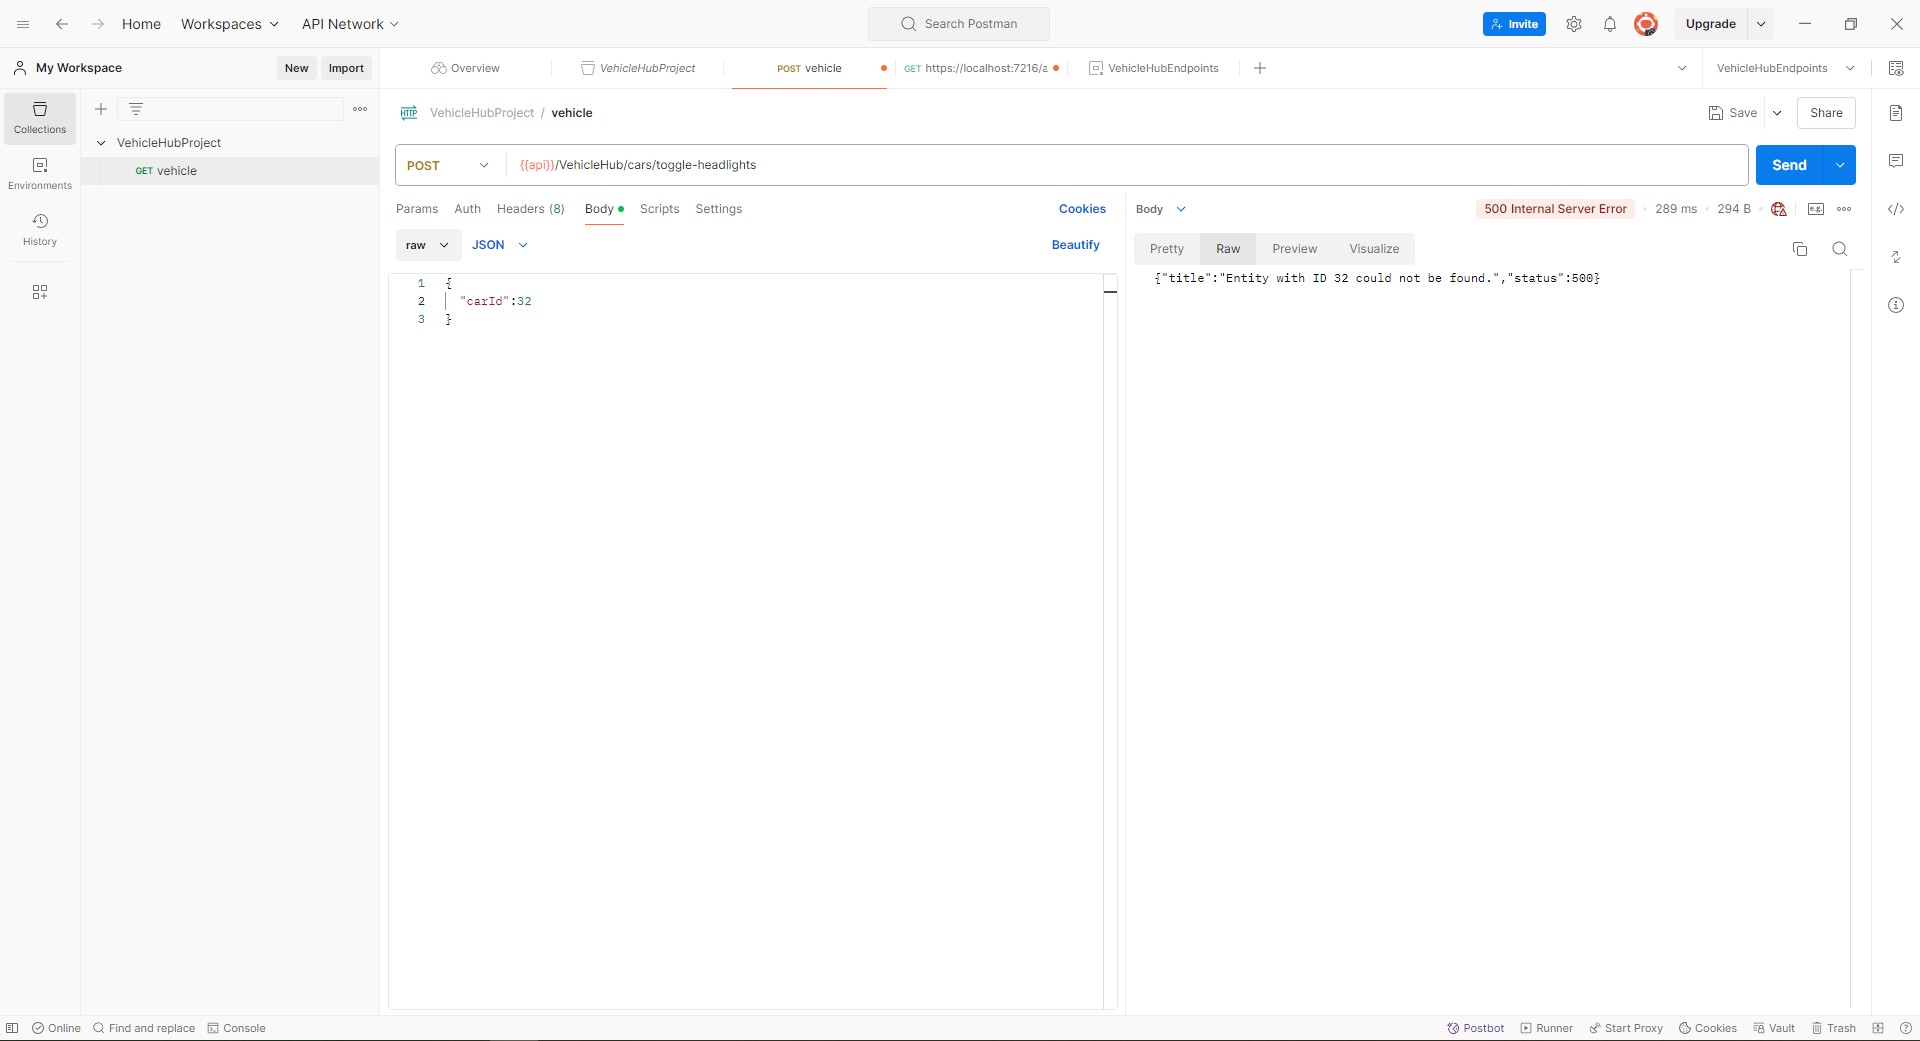 Home
Workspaces
API Network
Search Postman
Invite
Upgrade
My Workspace
New
Import
Overview
VehicleHubProject
POST vehicle
GET https://localhost:7216/a
VehicleHubEndpoints
VehicleHubEndpoints
Collections
Environments
History
VehicleHubProject
GET vehicle
HTTP
VehicleHubProject / vehicle
Save
Share
POST
{{api}}/VehicleHub/cars/toggle-headlights
Send
Params
Auth
Headers (8)
Body
Scripts
Settings
Cookies
raw
JSON
Beautify
1 {
2 "carId":32
3 }
Body
500 Internal Server Error
289 ms
294 B
e.g.
Pretty
Raw
Preview
Visualize
{"title":"Entity with ID 32 could not be found.","status":500}
Online
Find and replace
Console
Postbot
Runner
Start Proxy
Cookies
Vault
Trash